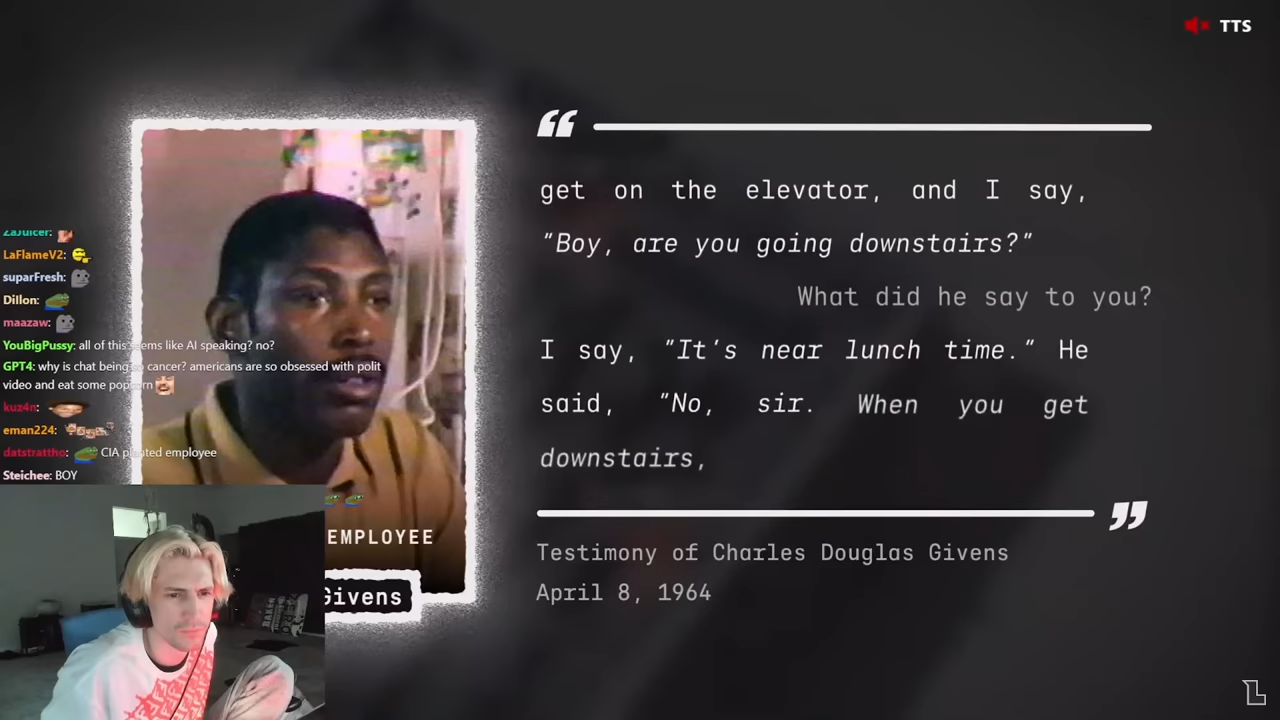 TTS
“
get on the elevator, and I say,
“Boy, are you going downstairs?”
What did he say to you?
I say, “It’s near lunch time.” He
said, “No, sir. When you get
downstairs,
”
Testimony of Charles Douglas Givens
April 8, 1964
EMPLOYEE
Givens
ZaJuicer:
LaFlameV2:
suparFresh:
Dillon:
maazaw:
YouBigPussy: all of this seems like AI speaking? no?
GPT4: why is chat being so cancer? americans are so obsessed with polit
video and eat some popcorn
kuz4n:
eman224:
datstrattho: CIA planted employee
Steichee: BOY